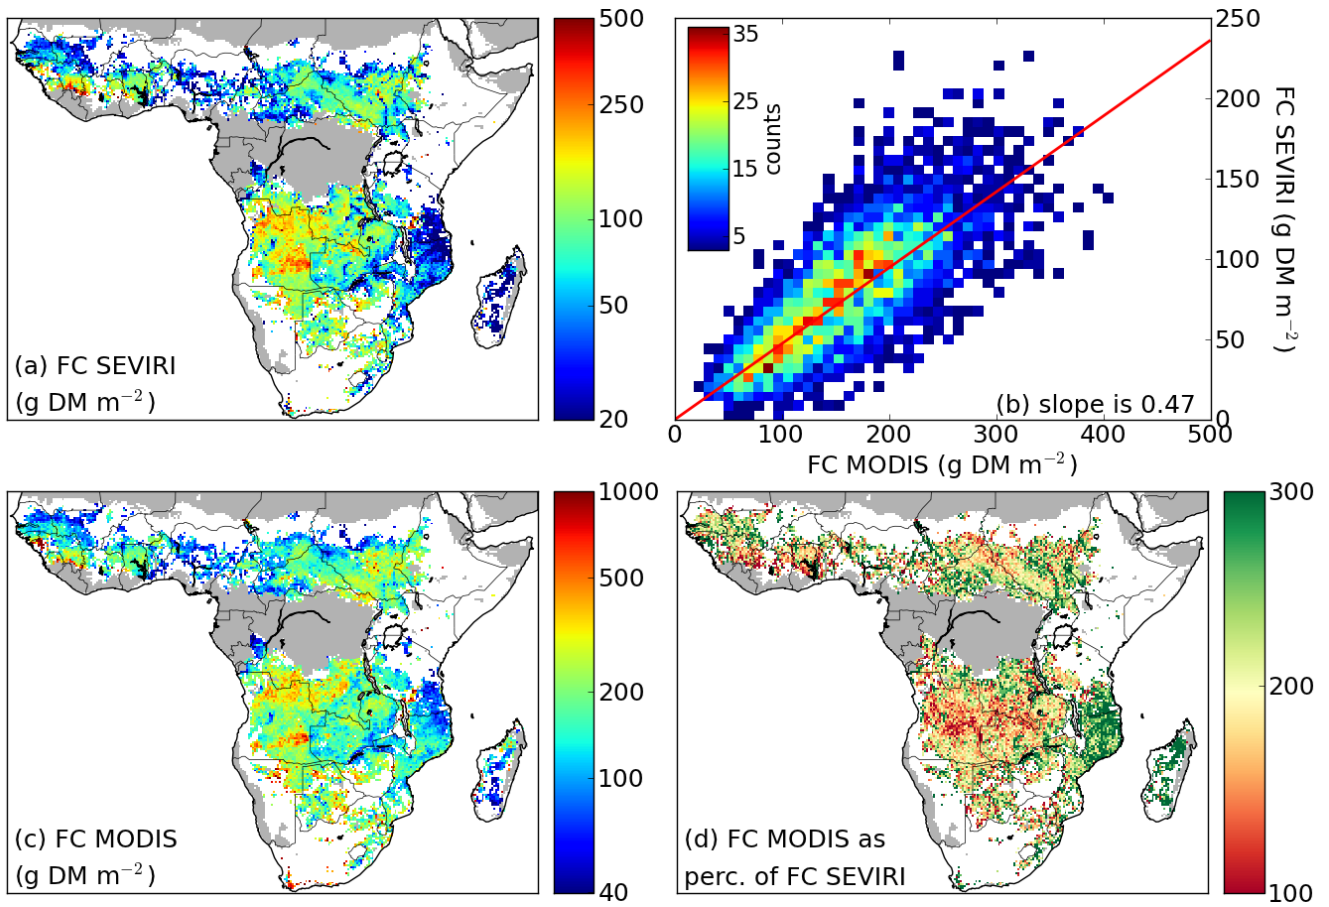 500
250
100
50
20
(a) FC SEVIRI
(g DM m⁻²)
35
25
15
5
counts
250
200
150
100
50
0
FC SEVIRI (g DM m⁻²)
(b) slope is 0.47
0 100 200 300 400 500
FC MODIS (g DM m⁻²)
1000
500
200
100
40
(c) FC MODIS
(g DM m⁻²)
300
200
100
(d) FC MODIS as
perc. of FC SEVIRI